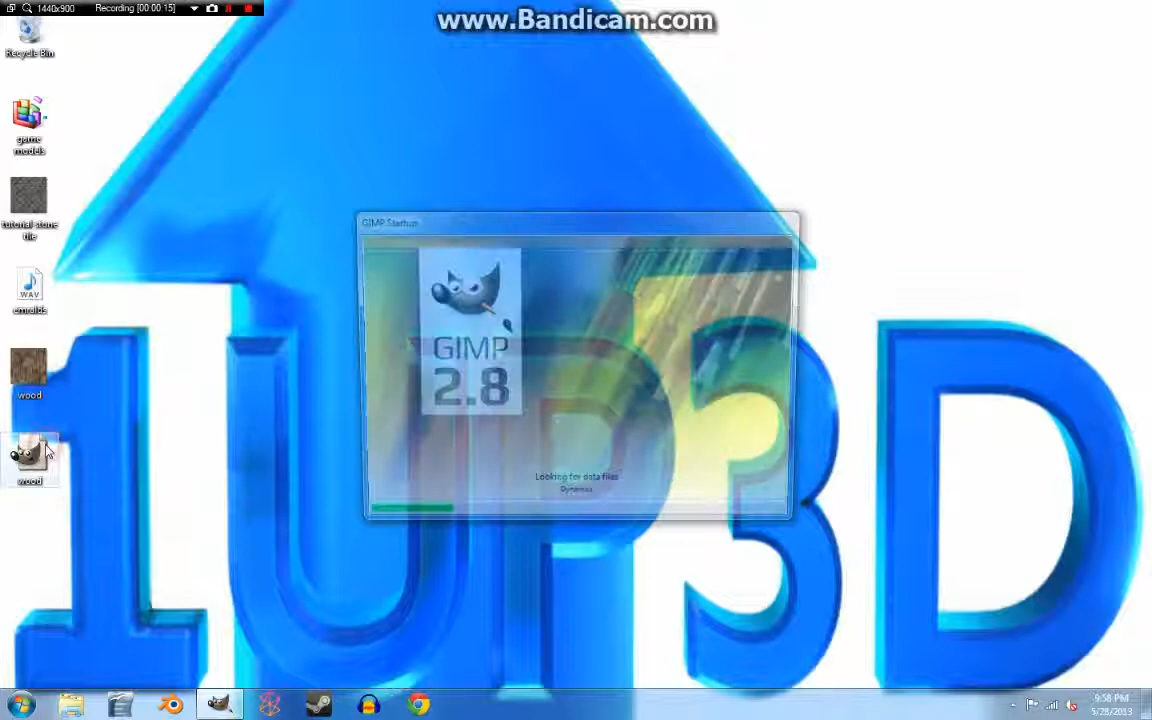 1440x900 Recording [00:00:15]
www.Bandicam.com
Recycle Bin
game
models
tutorial stone
tile
WAV
emralds
wood
wood
GIMP Startup
GIMP
2.8
Looking for data files
Dynamics
1UP3D
9:58 PM
5/28/2013